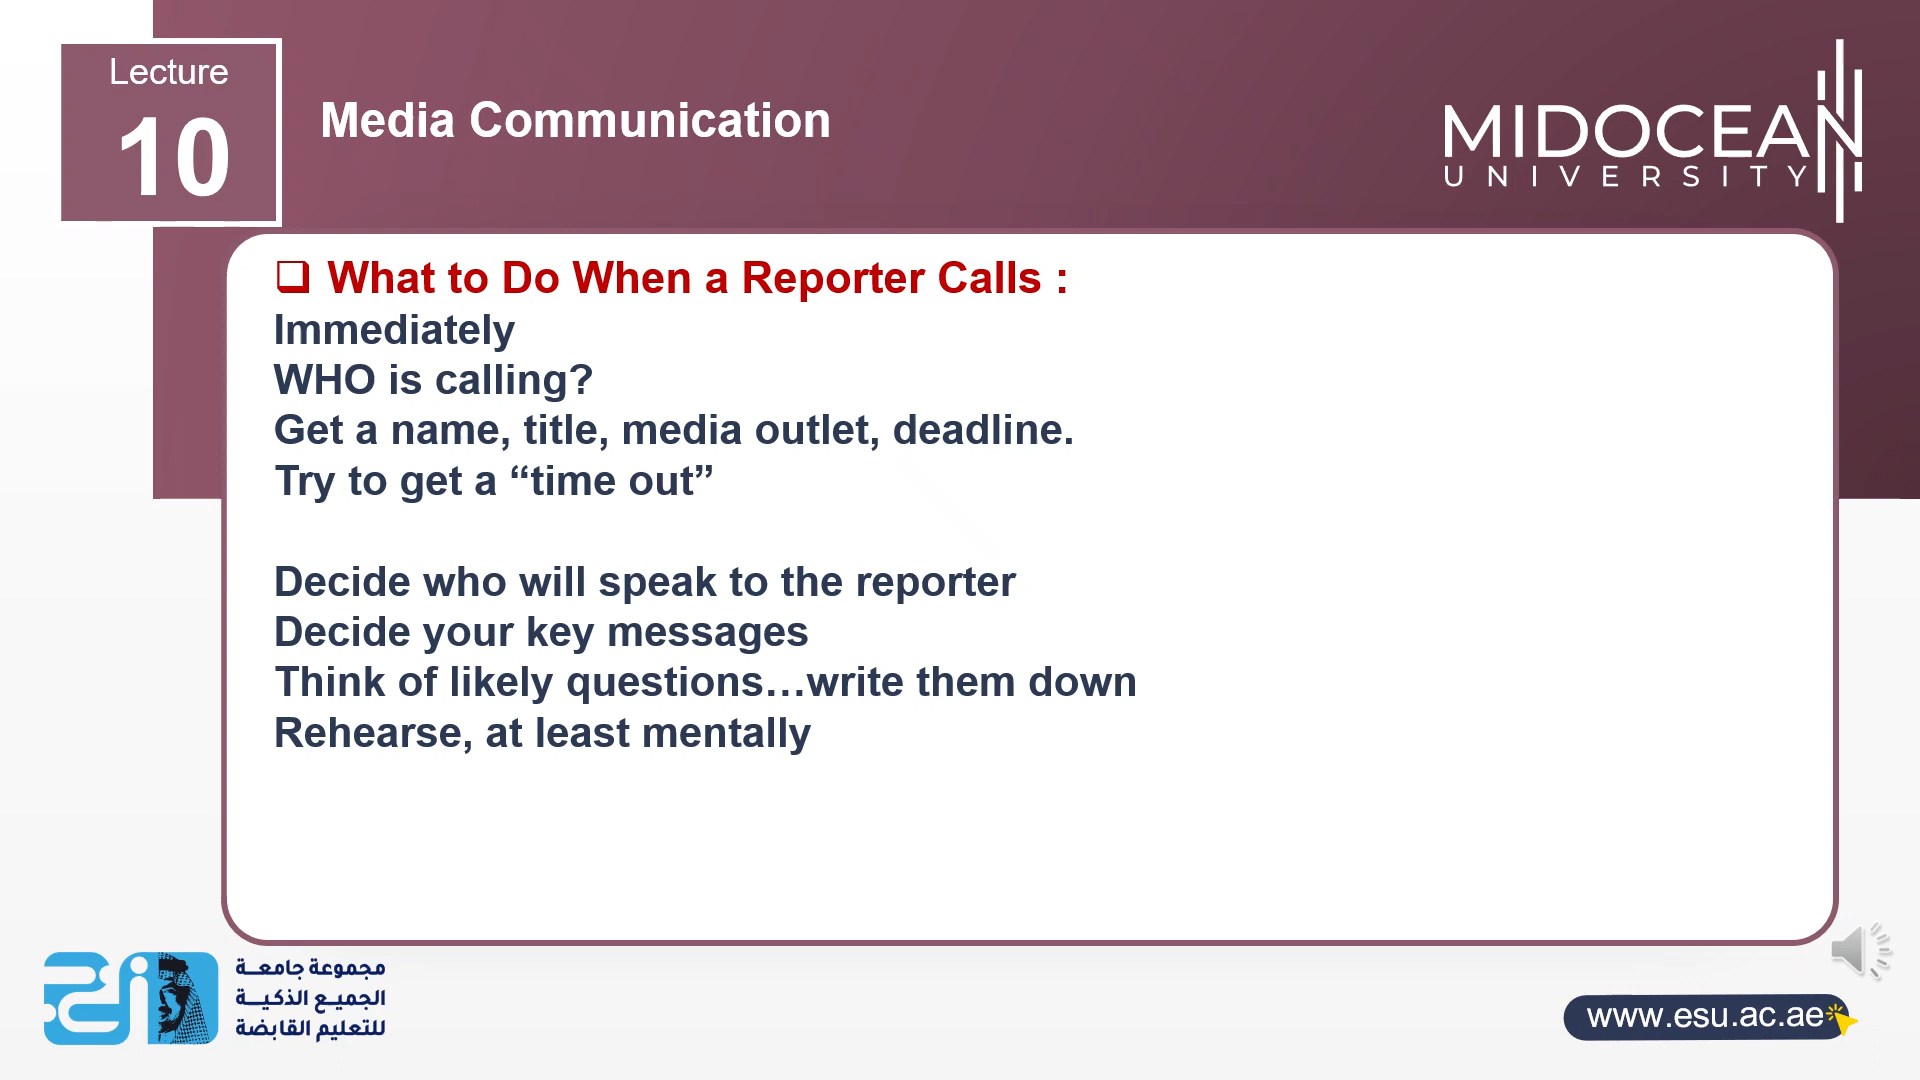 Lecture
10
Media Communication
MIDOCEAN
UNIVERSITY
What to Do When a Reporter Calls :
Immediately
WHO is calling?
Get a name, title, media outlet, deadline.
Try to get a “time out”
Decide who will speak to the reporter
Decide your key messages
Think of likely questions…write them down
Rehearse, at least mentally
مجموعة جامعة
الجميع الذكية
للتعليم القابضة
www.esu.ac.ae